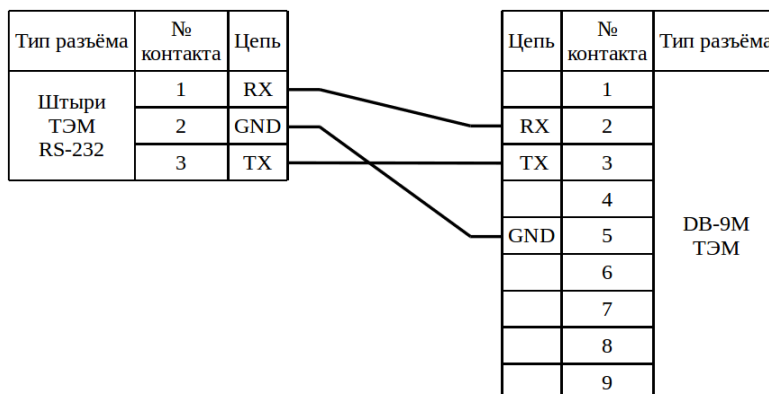 Тип разъёма № контакта Цепь
Штыри ТЭМ RS-232
1 RX
2 GND
3 TX
Цепь № контакта Тип разъёма
1
RX 2
TX 3
4
GND 5
6
7
8
9
DB-9M
ТЭМ